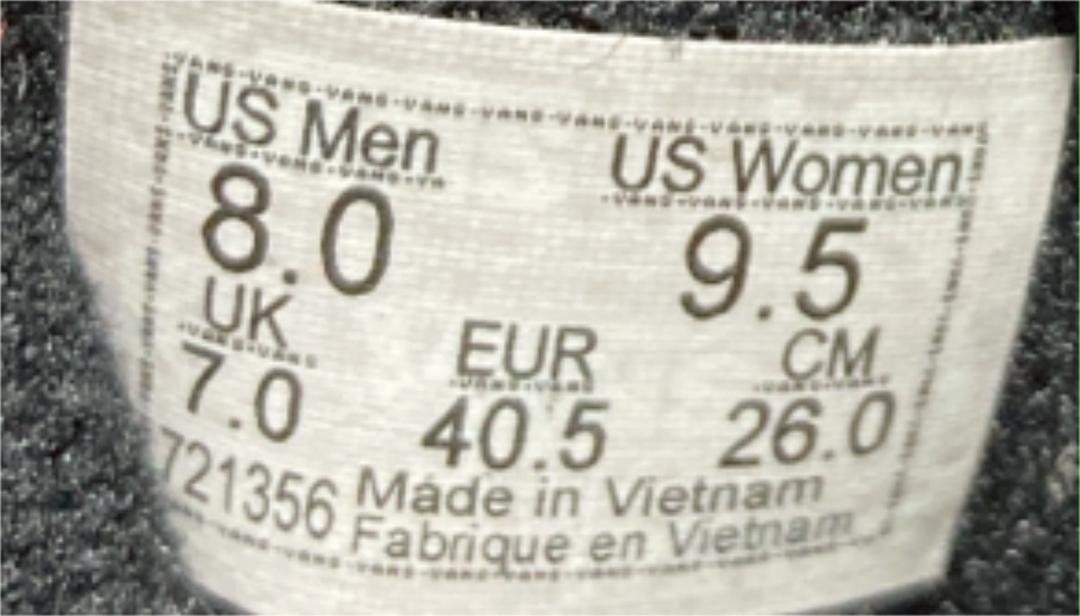 US Men US Women
8.0 9.5
UK EUR CM
7.0 40.5 26.0
721356 Made in Vietnam
Fabrique en Vietnam